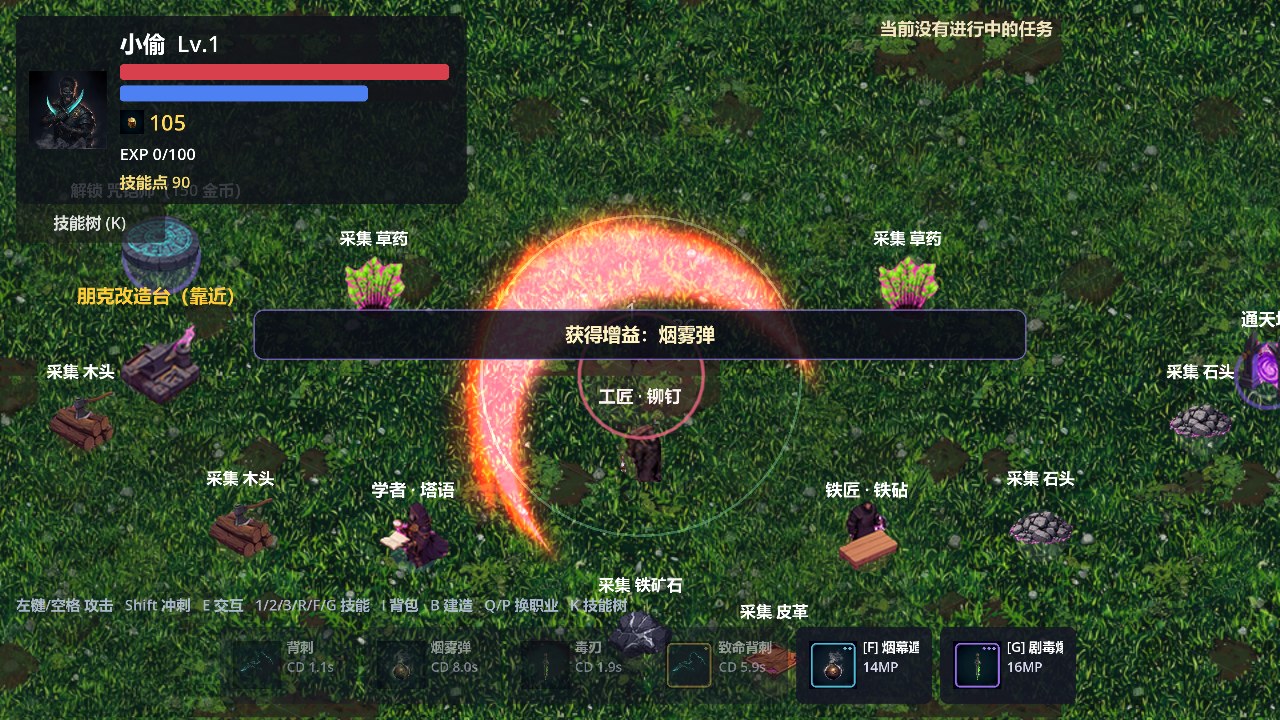 小偷 Lv.1
105
EXP 0/100
技能点 90
技能树 (K)
当前没有进行中的任务
采集 草药
采集 草药
朋克改造台（靠近）
获得增益：烟雾弹
采集 木头
采集 石头
工匠 · 铆钉
采集 木头
学者 · 塔语
铁匠 · 铁砧
采集 石头
采集 铁矿石
左键/空格 攻击 Shift 冲刺 E 交互 1/2/3/R/F/G 技能 I 背包 B 建造 Q/P 换职业 K 技能树
采集 皮革
背刺
CD 1.1s
烟雾弹
CD 8.0s
毒刃
CD 1.9s
致命背刺
CD 5.9s
[F] 烟幕遁
14MP
[G] 剧毒
16MP